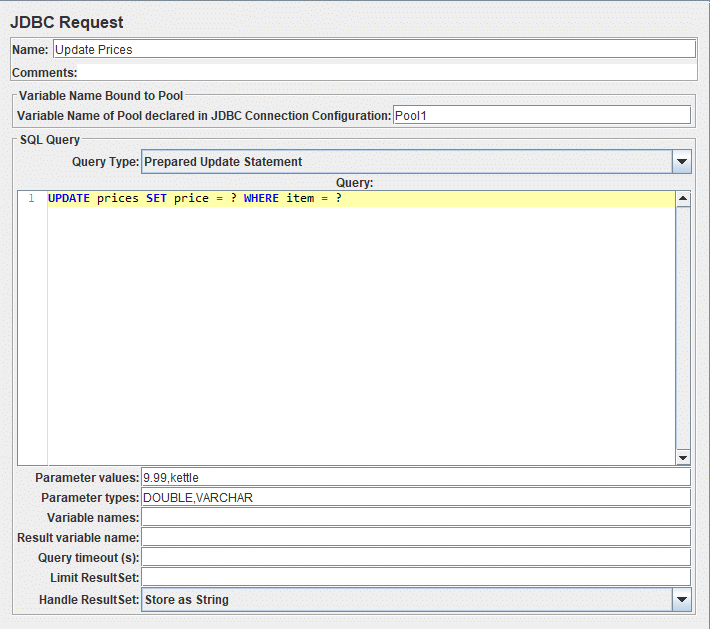 JDBC Request
Name: Update Prices
Comments:
Variable Name Bound to Pool
Variable Name of Pool declared in JDBC Connection Configuration: Pool1
SQL Query
Query Type: Prepared Update Statement
Query:
1 UPDATE prices SET price = ? WHERE item = ?
Parameter values: 9.99,kettle
Parameter types: DOUBLE,VARCHAR
Variable names:
Result variable name:
Query timeout (s):
Limit ResultSet:
Handle ResultSet: Store as String